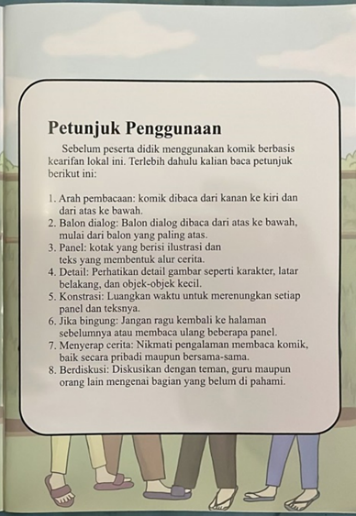 Petunjuk Penggunaan
Sebelum peserta didik menggunakan komik berbasis
kearifan lokal ini. Terlebih dahulu kalian baca petunjuk
berikut ini:
1. Arah pembacaan: komik dibaca dari kanan ke kiri dan
dari atas ke bawah.
2. Balon dialog: Balon dialog dibaca dari atas ke bawah,
mulai dari balon yang paling atas.
3. Panel: kotak yang berisi ilustrasi dan
teks yang membentuk alur cerita.
4. Detail: Perhatikan detail gambar seperti karakter, latar
belakang, dan objek-objek kecil.
5. Konstrasi: Luangkan waktu untuk merenungkan setiap
panel dan teksnya.
6. Jika bingung: Jangan ragu kembali ke halaman
sebelumnya atau membaca ulang beberapa panel.
7. Menyerap cerita: Nikmati pengalaman membaca komik,
baik secara pribadi maupun bersama-sama.
8. Berdiskusi: Diskusikan dengan teman, guru maupun
orang lain mengenai bagian yang belum di pahami.